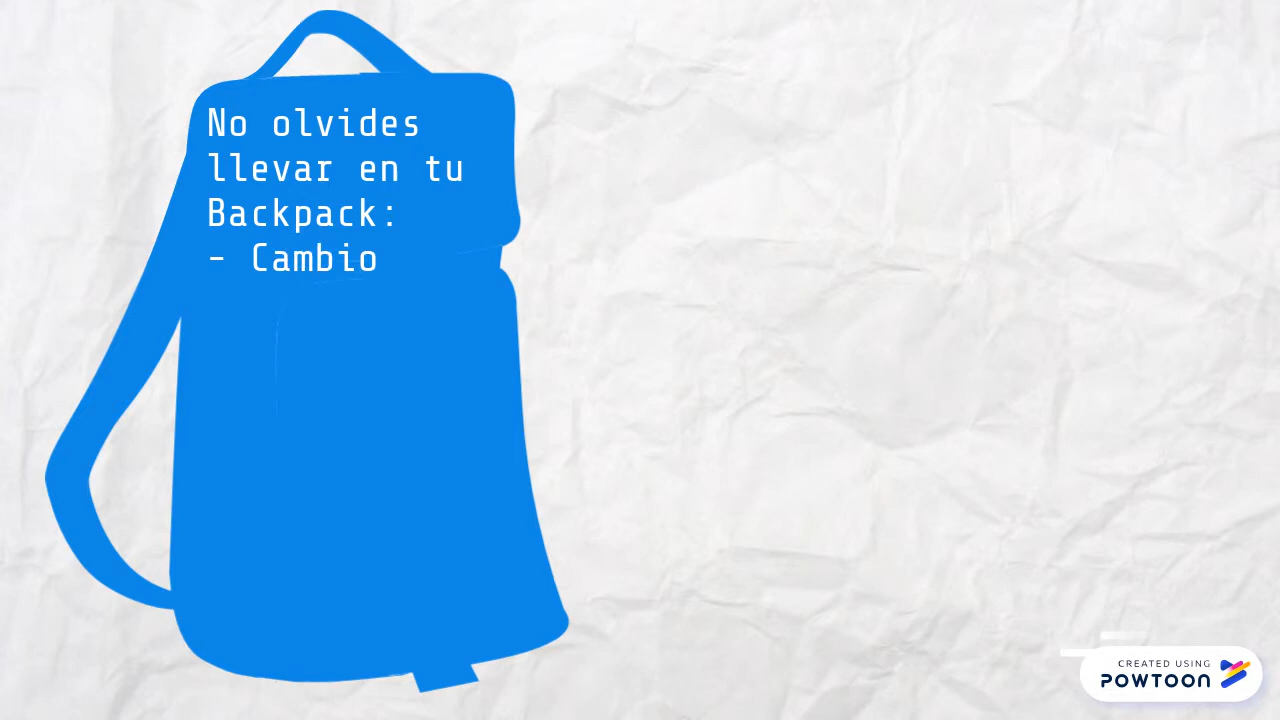 No olvides
llevar en tu
Backpack:
- Cambio
CREATED USING
POWTOON